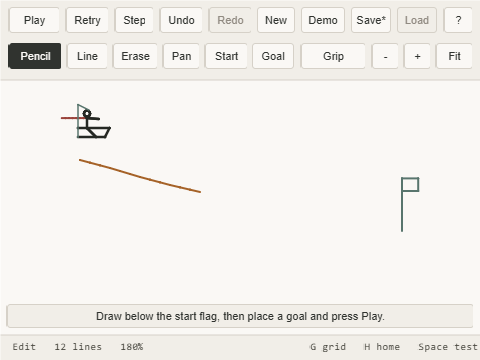 Play Retry Step Undo Redo New Demo Save* Load ?
Pencil Line Erase Pan Start Goal Grip - + Fit
Draw below the start flag, then place a goal and press Play.
Edit 12 lines 180% G grid H home Space test